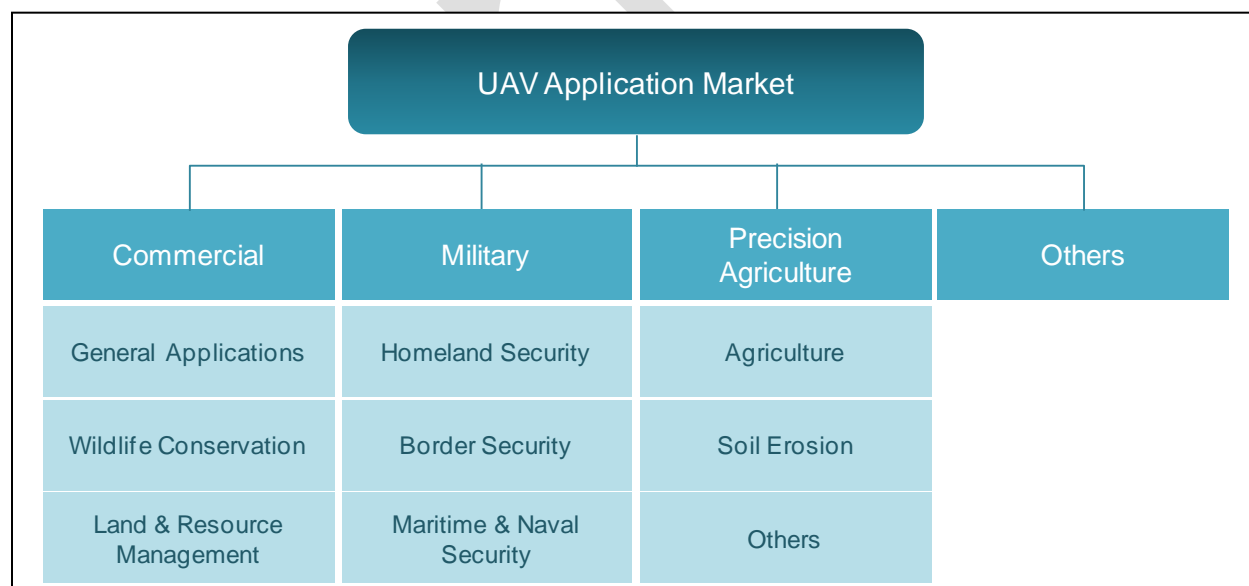 UAV Application Market
Commercial
Military
Precision
Agriculture
Others
General Applications
Homeland Security
Agriculture
Wildlife Conservation
Border Security
Soil Erosion
Land & Resource
Management
Maritime & Naval
Security
Others